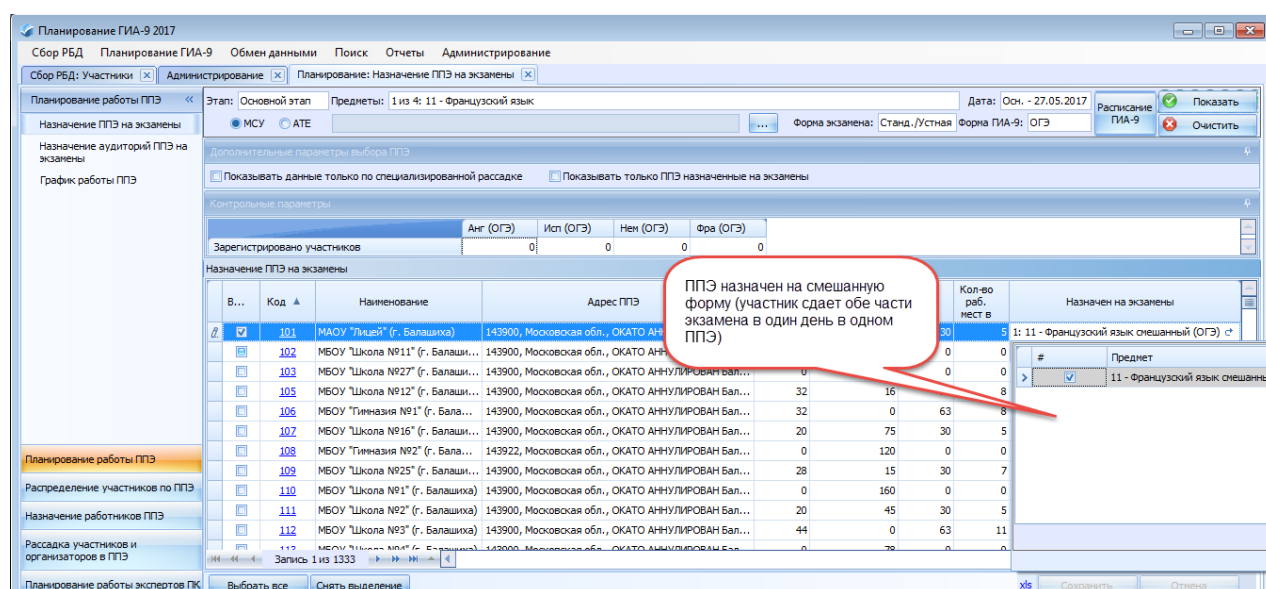 Планирование ГИА-9 2017
Сбор РБД Планирование ГИА-9 Обмен данными Поиск Отчеты Администрирование
Сбор РБД: Участники Администрирование Планирование: Назначение ППЭ на экзамены
Планирование работы ППЭ
Назначение ППЭ на экзамены
Назначение аудиторий ППЭ на
экзамены
График работы ППЭ
Планирование работы ППЭ
Распределение участников по ППЭ
Назначение работников ППЭ
Рассадка участников и
организаторов в ППЭ
Планирование работы экспертов ПК
Этап: Основной этап Предметы: 1 из 4: 11 - Французский язык Дата: Осн. - 27.05.2017
МСУ АТЕ ... Форма экзамена: Станд./Устная Форма ГИА-9: ОГЭ
Расписание
ГИА-9
Показать
Очистить
Дополнительные параметры выбора ППЭ
Показывать данные только по специализированной рассадке Показывать только ППЭ назначенные на экзамены
Контрольные параметры
Анг (ОГЭ) Исп (ОГЭ) Нем (ОГЭ) Фра (ОГЭ)
Зарегистрировано участников 0 0 0 0
Назначение ППЭ на экзамены
В... Код Наименование Адрес ППЭ
Кол-во
раб.
мест в
Назначен на экзамены
ППЭ назначен на смешанную
форму (участник сдает обе части
экзамена в один день в одном
ППЭ)
101 МАОУ "Лицей" (г. Балашиха) 143900, Московская обл., ОКАТО АН 30 5 1: 11 - Французский язык смешанный (ОГЭ)
102 МБОУ "Школа №11" (г. Балаши... 143900, Московская обл., ОКАТО АНН 0 0
103 МБОУ "Школа №27" (г. Балаши... 143900, Московская обл., ОКАТО АННУЛИРОВАН Бал... 0 0 0
105 МБОУ "Школа №12" (г. Балаши... 143900, Московская обл., ОКАТО АННУЛИРОВАН Бал... 32 16 8
106 МБОУ "Гимназия №1" (г. Бала... 143900, Московская обл., ОКАТО АННУЛИРОВАН Бал... 32 0 63 8
107 МБОУ "Школа №16" (г. Балаши... 143900, Московская обл., ОКАТО АННУЛИРОВАН Бал... 20 75 30 5
108 МБОУ "Гимназия №2" (г. Бала... 143922, Московская обл., ОКАТО АННУЛИРОВАН Бал... 0 120 0 0
109 МБОУ "Школа №25" (г. Балаши... 143900, Московская обл., ОКАТО АННУЛИРОВАН Бал... 28 15 30 7
110 МБОУ "Школа №1" (г. Балашиха) 143900, Московская обл., ОКАТО АННУЛИРОВАН Бал... 0 160 0 0
111 МБОУ "Школа №2" (г. Балашиха) 143900, Московская обл., ОКАТО АННУЛИРОВАН Бал... 20 45 30 5
112 МБОУ "Школа №3" (г. Балашиха) 143900, Московская обл., ОКАТО АННУЛИРОВАН Бал... 44 0 63 11
# Предмет
11 - Французский язык смешанны
Запись 1 из 1333
Выбрать все Снять выделение xls Сохранить Отмена